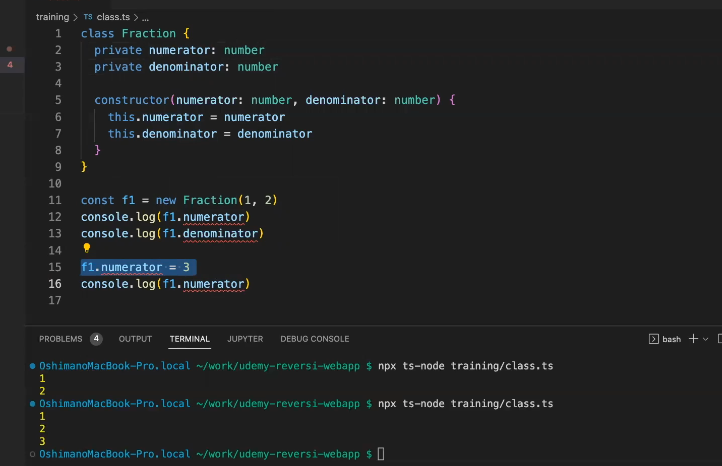 training > TS class.ts > ...
4
1 class Fraction {
2 private numerator: number
3 private denominator: number
4
5 constructor(numerator: number, denominator: number) {
6 this.numerator = numerator
7 this.denominator = denominator
8 }
9 }
10
11 const f1 = new Fraction(1, 2)
12 console.log(f1.numerator)
13 console.log(f1.denominator)
14
15 f1.numerator = 3
16 console.log(f1.numerator)
17
PROBLEMS 4 OUTPUT TERMINAL JUPYTER DEBUG CONSOLE bash
OshimanoMacBook-Pro.local ~/work/udemy-reversi-webapp $ npx ts-node training/class.ts
1
2
OshimanoMacBook-Pro.local ~/work/udemy-reversi-webapp $ npx ts-node training/class.ts
1
2
3
OshimanoMacBook-Pro.local ~/work/udemy-reversi-webapp $